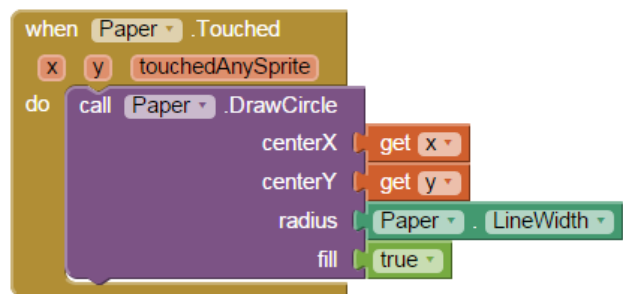 when Paper .Touched
x y touchedAnySprite
do call Paper .DrawCircle
centerX get x
centerY get y
radius Paper . LineWidth
fill true